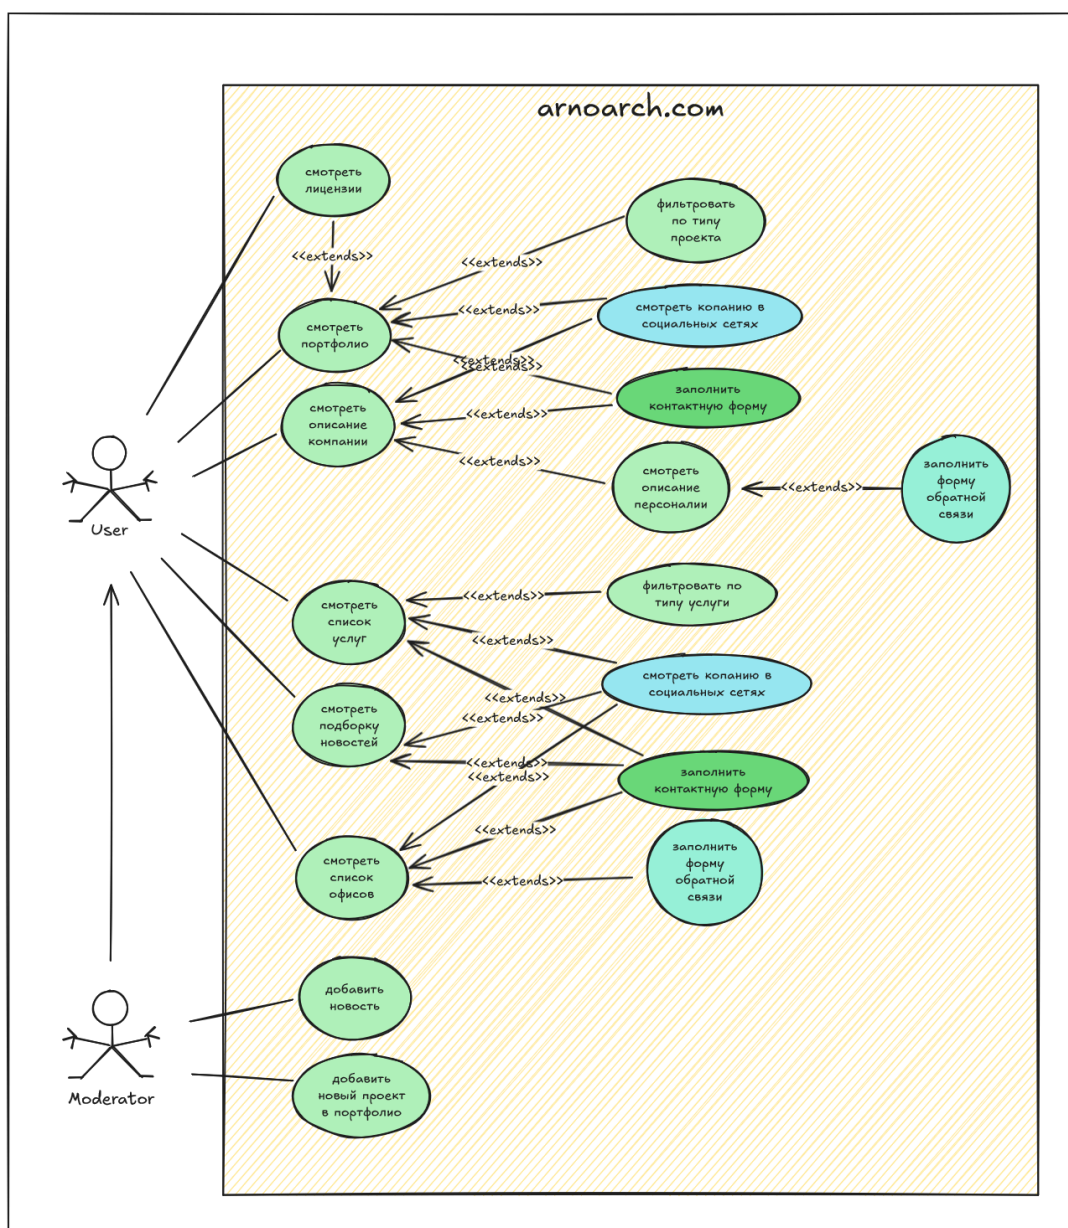 arnoarch.com
смотреть
лицензии
<<extends>>
фильтровать
по типу
проекта
<<extends>>
смотреть
портфолио
<<extends>>
смотреть копанию в
социальных сетях
<<extends>>
<<extends>>
заполнить
контактную форму
смотреть
описание
компании
<<extends>>
<<extends>>
смотреть
описание
персоналии
<<extends>>
заполнить
форму
обратной
связи
User
смотреть
список
услуг
<<extends>>
фильтровать по
типу услуги
<<extends>>
смотреть копанию в
социальных сетях
<<extends>>
<<extends>>
смотреть
подборку
новостей
<<extends>>
<<extends>>
заполнить
контактную форму
<<extends>>
смотреть
список
офисов
<<extends>>
заполнить
форму
обратной
связи
добавить
новость
Moderator
добавить
новый проект
в портфолио